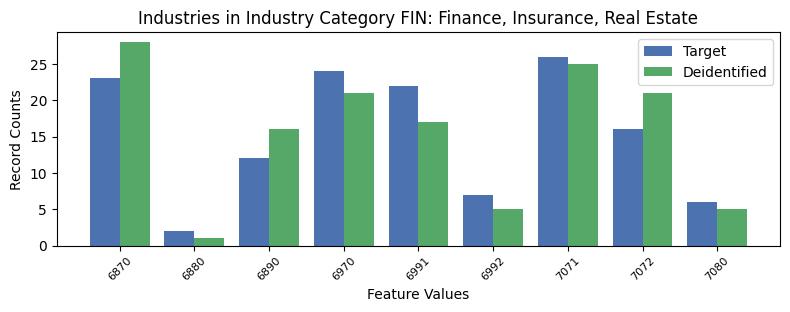 Industries in Industry Category FIN: Finance, Insurance, Real Estate
Target
Deidentified
Record Counts
25
20
15
10
5
0
6870 6880 6890 6970 6991 6992 7071 7072 7080
Feature Values